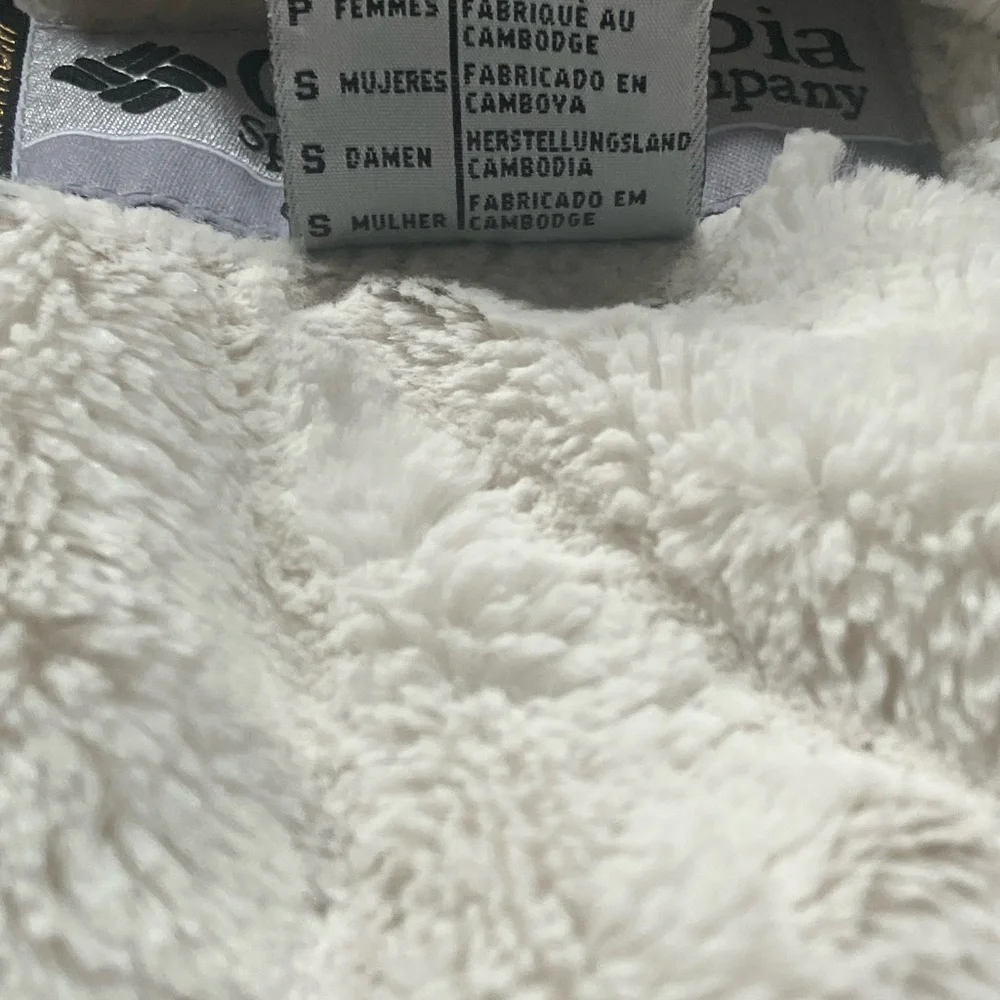 P FEMMES FABRIQUÉ AU
CAMBODGE
S MUJERES FABRICADO EN
CAMBOYA
S DAMEN HERSTELLUNGSLAND
CAMBODIA
S MULHER FABRICADO EM
CAMBODGE